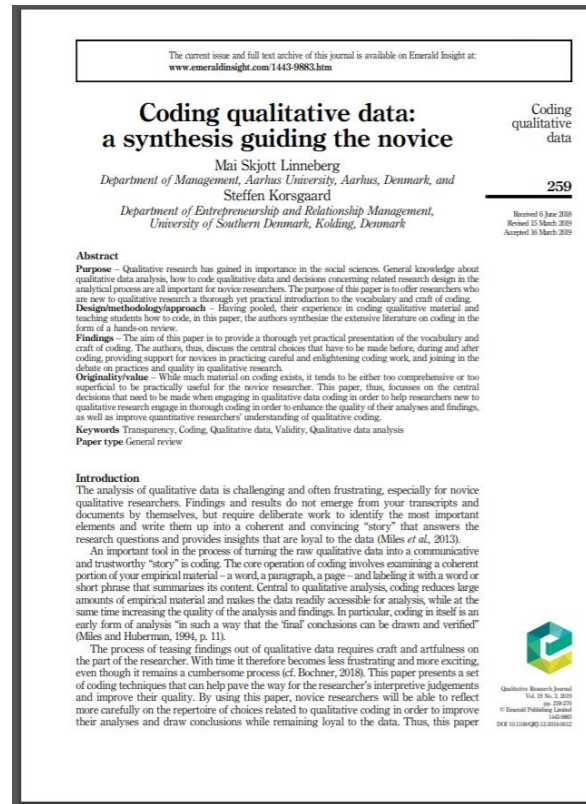 The current issue and full text archive of this journal is available on Emerald Insight at:
www.emeraldinsight.com/1443-9883.htm
Coding qualitative data:
a synthesis guiding the novice
Mai Skjott Linneberg
Department of Management, Aarhus University, Aarhus, Denmark, and
Steffen Korsgaard
Department of Entrepreneurship and Relationship Management,
University of Southern Denmark, Kolding, Denmark
Coding
qualitative
data
259
Received 6 June 2018
Revised 15 March 2019
Accepted 16 March 2019
Abstract
Purpose – Qualitative research has gained in importance in the social sciences. General knowledge about
qualitative data analysis, how to code qualitative data and decisions concerning related research design in the
analytical process are all important for novice researchers. The purpose of this paper is to offer researchers who
are new to qualitative research a thorough yet practical introduction to the vocabulary and craft of coding.
Design/methodology/approach – Having pooled, their experience in coding qualitative material and
teaching students how to code, in this paper, the authors synthesize the extensive literature on coding in the
form of a hands-on review.
Findings – The aim of this paper is to provide a thorough yet practical presentation of the vocabulary and
craft of coding. The authors, thus, discuss the central choices that have to be made before, during and after
coding, providing support for novices in practicing careful and enlightening coding work, and joining in the
debate on practices and quality in qualitative research.
Originality/value – While much material on coding exists, it tends to be either too comprehensive or too
superficial to be practically useful for the novice researcher. This paper, thus, focusses on the central
decisions that need to be made when engaging in qualitative data coding in order to help researchers new to
qualitative research engage in thorough coding in order to enhance the quality of their analyses and findings,
as well as improve quantitative researchers' understanding of qualitative coding.
Keywords Transparency, Coding, Qualitative data, Validity, Qualitative data analysis
Paper type General review
Introduction
The analysis of qualitative data is challenging and often frustrating, especially for novice
qualitative researchers. Findings and results do not emerge from your transcripts and
documents by themselves, but require deliberate work to identify the most important
elements and write them up into a coherent and convincing "story" that answers the
research questions and provides insights that are loyal to the data (Miles et al., 2013).
An important tool in the process of turning the raw qualitative data into a communicative
and trustworthy "story" is coding. The core operation of coding involves examining a coherent
portion of your empirical material – a word, a paragraph, a page – and labeling it with a word or
short phrase that summarizes its content. Central to qualitative analysis, coding reduces large
amounts of empirical material and makes the data readily accessible for analysis, while at the
same time increasing the quality of the analysis and findings. In particular, coding in itself is an
early form of analysis "in such a way that the 'final' conclusions can be drawn and verified"
(Miles and Huberman, 1994, p. 11).
The process of teasing findings out of qualitative data requires craft and artfulness on
the part of the researcher. With time it therefore becomes less frustrating and more exciting,
even though it remains a cumbersome process (cf. Bochner, 2018). This paper presents a set
of coding techniques that can help pave the way for the researcher's interpretive judgements
and improve their quality. By using this paper, novice researchers will be able to reflect
more carefully on the repertoire of choices related to qualitative coding in order to improve
their analyses and draw conclusions while remaining loyal to the data. Thus, this paper
Qualitative Research Journal
Vol. 19 No. 3, 2019
pp. 259-270
© Emerald Publishing Limited
1443-9883
DOI 10.1108/QRJ-12-2018-0012